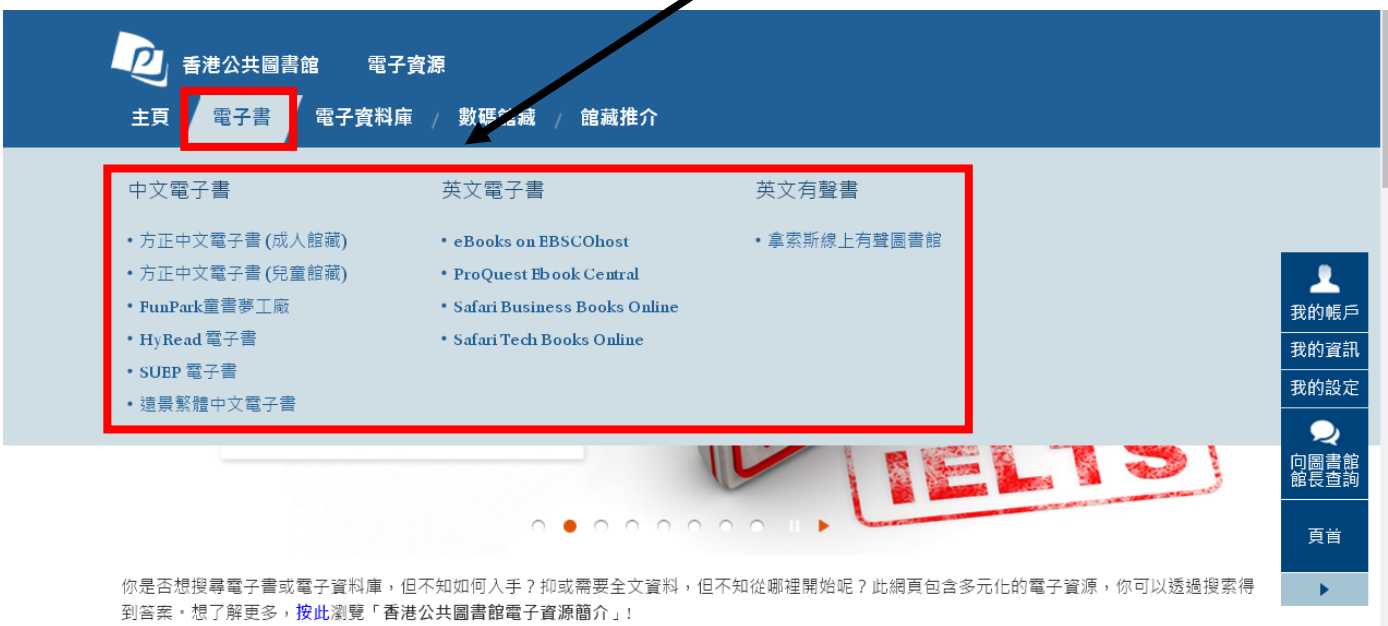 香港公共圖書館 電子資源
主頁 / 電子書 / 電子資料庫 / 數碼館藏 / 館藏推介
中文電子書
• 方正中文電子書 (成人館藏)
• 方正中文電子書 (兒童館藏)
• FunPark童書夢工廠
• HyRead 電子書
• SUEP 電子書
• 遠景繁體中文電子書
英文電子書
• eBooks on EBSCOhost
• ProQuest Ebook Central
• Safari Business Books Online
• Safari Tech Books Online
英文有聲書
• 拿索斯線上有聲圖書館
我的帳戶
我的資訊
我的設定
向圖書館
館長查詢
頁首
IELTS
你是否想搜尋電子書或電子資料庫，但不知如何入手？抑或需要全文資料，但不知從哪裡開始呢？此網頁包含多元化的電子資源，你可以透過搜索得
到答案。想了解更多，按此瀏覽「香港公共圖書館電子資源簡介」!